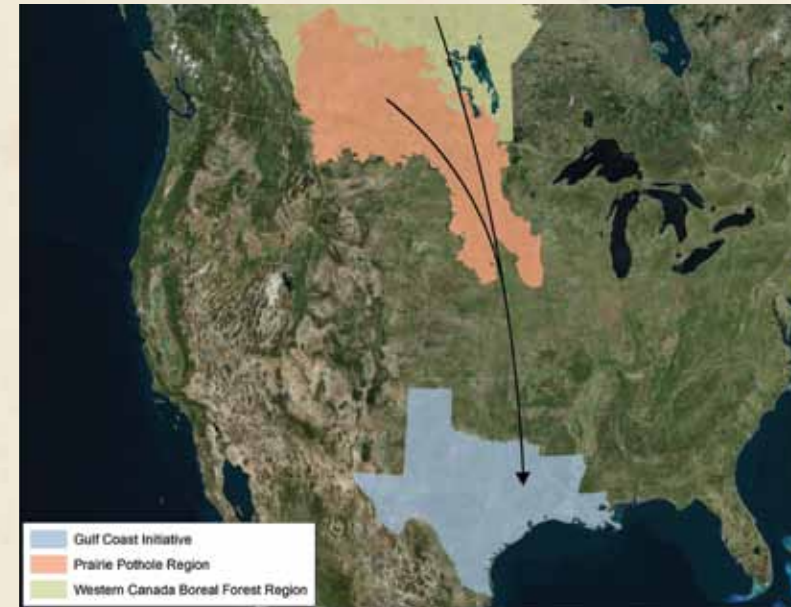 Gulf Coast Initiative
Prairie Pothole Region
Western Canada Boreal Forest Region